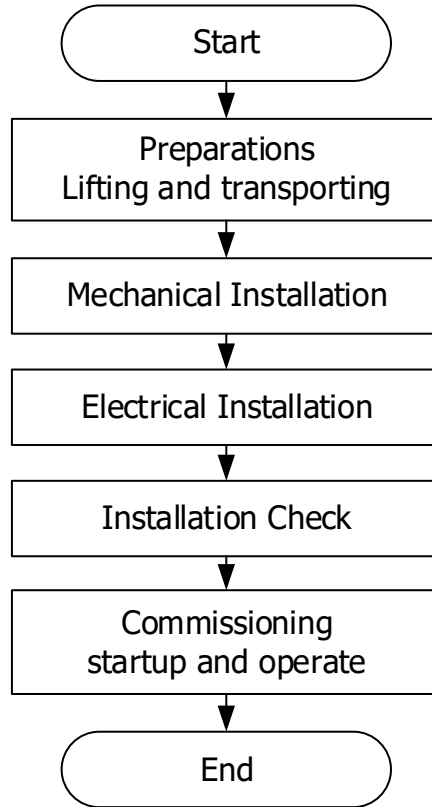 Start
Preparations
Lifting and transporting
Mechanical Installation
Electrical Installation
Installation Check
Commissioning
startup and operate
End